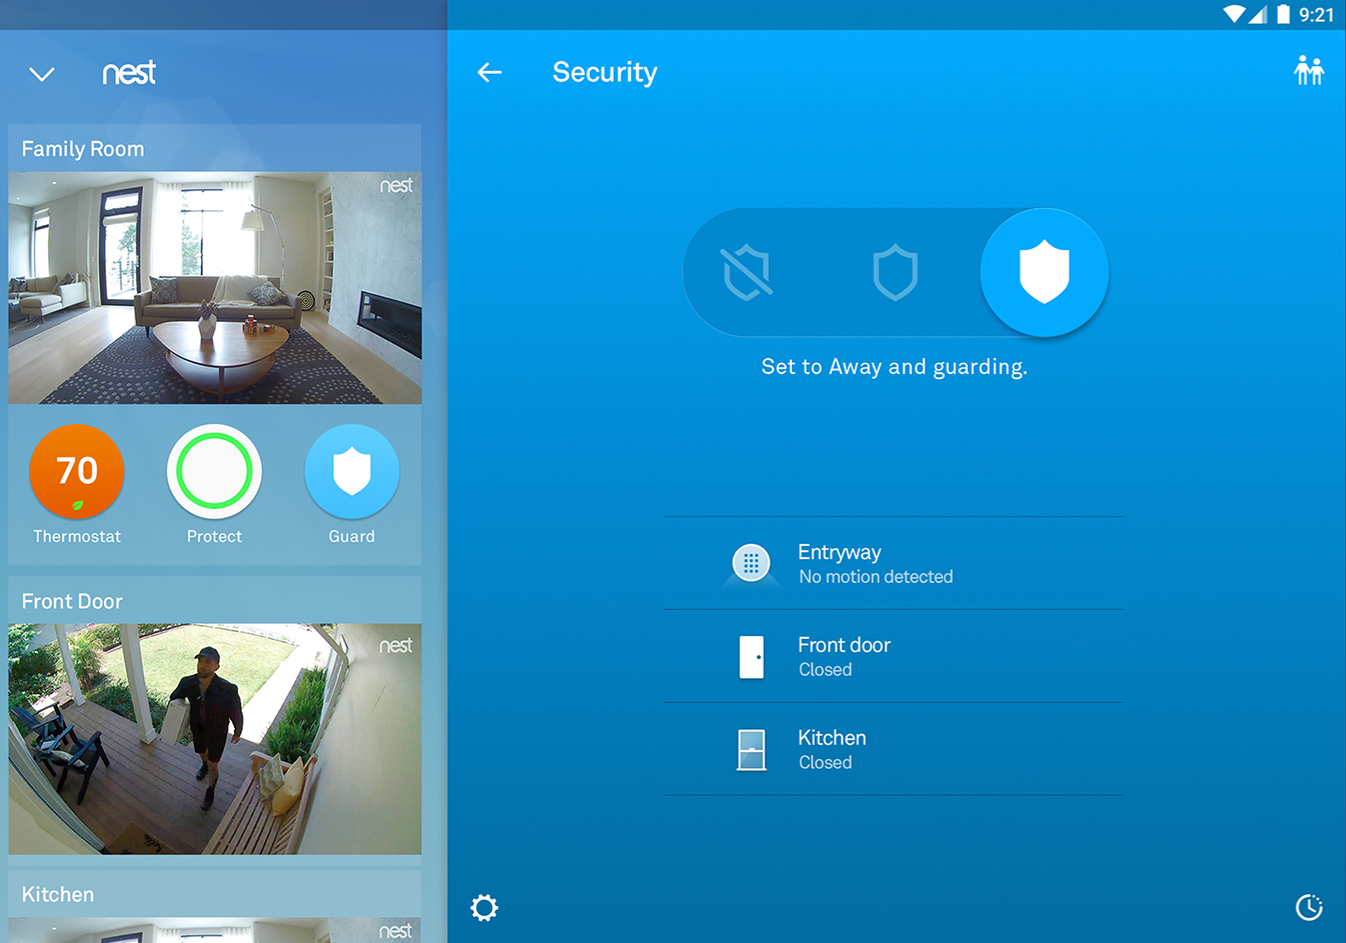 9:21
nest
Family Room
nest
70
Thermostat
Protect
Guard
Front Door
nest
hello
Kitchen
nest
Security
Set to Away and guarding.
Entryway
No motion detected
Front door
Closed
Kitchen
Closed